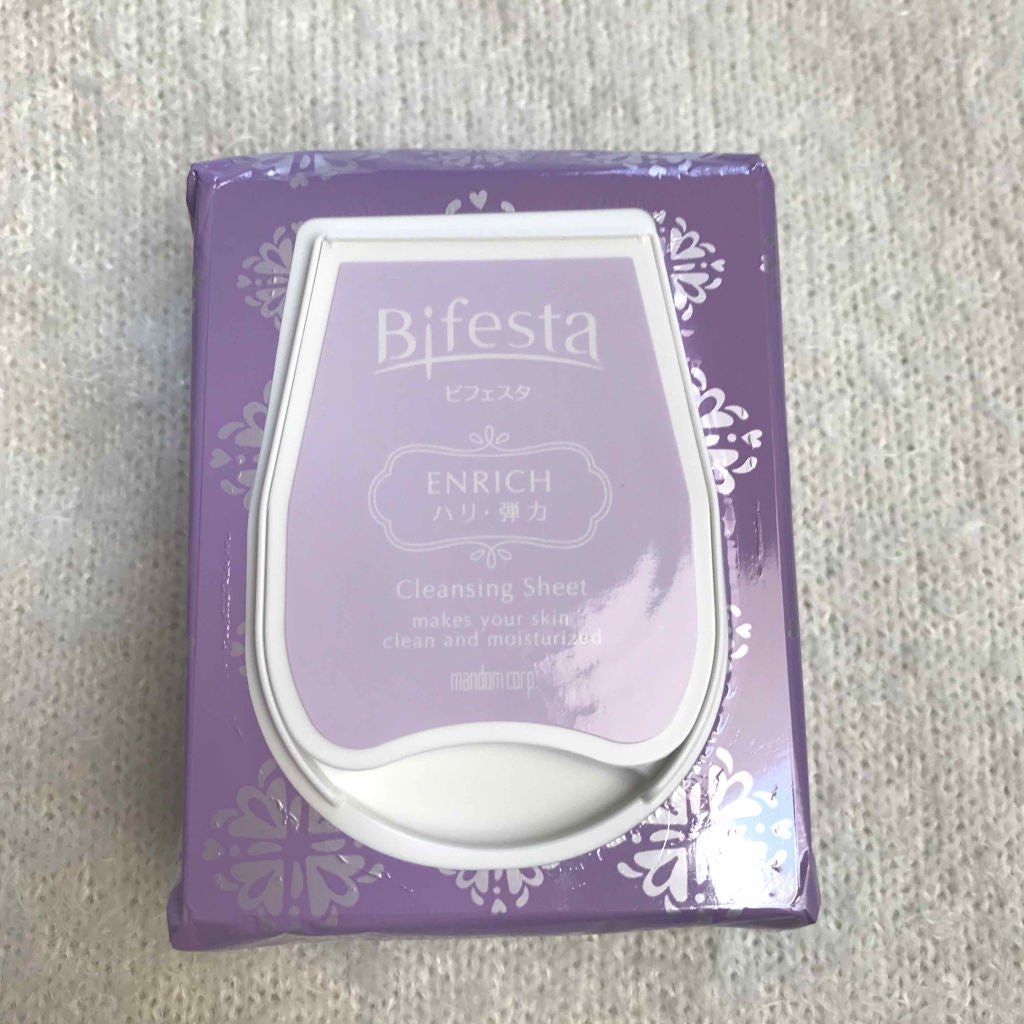 Bifesta
ビフェスタ
ENRICH
ハリ・弾力
Cleansing Sheet
makes your skin
clean and moisturized
mandom corp.